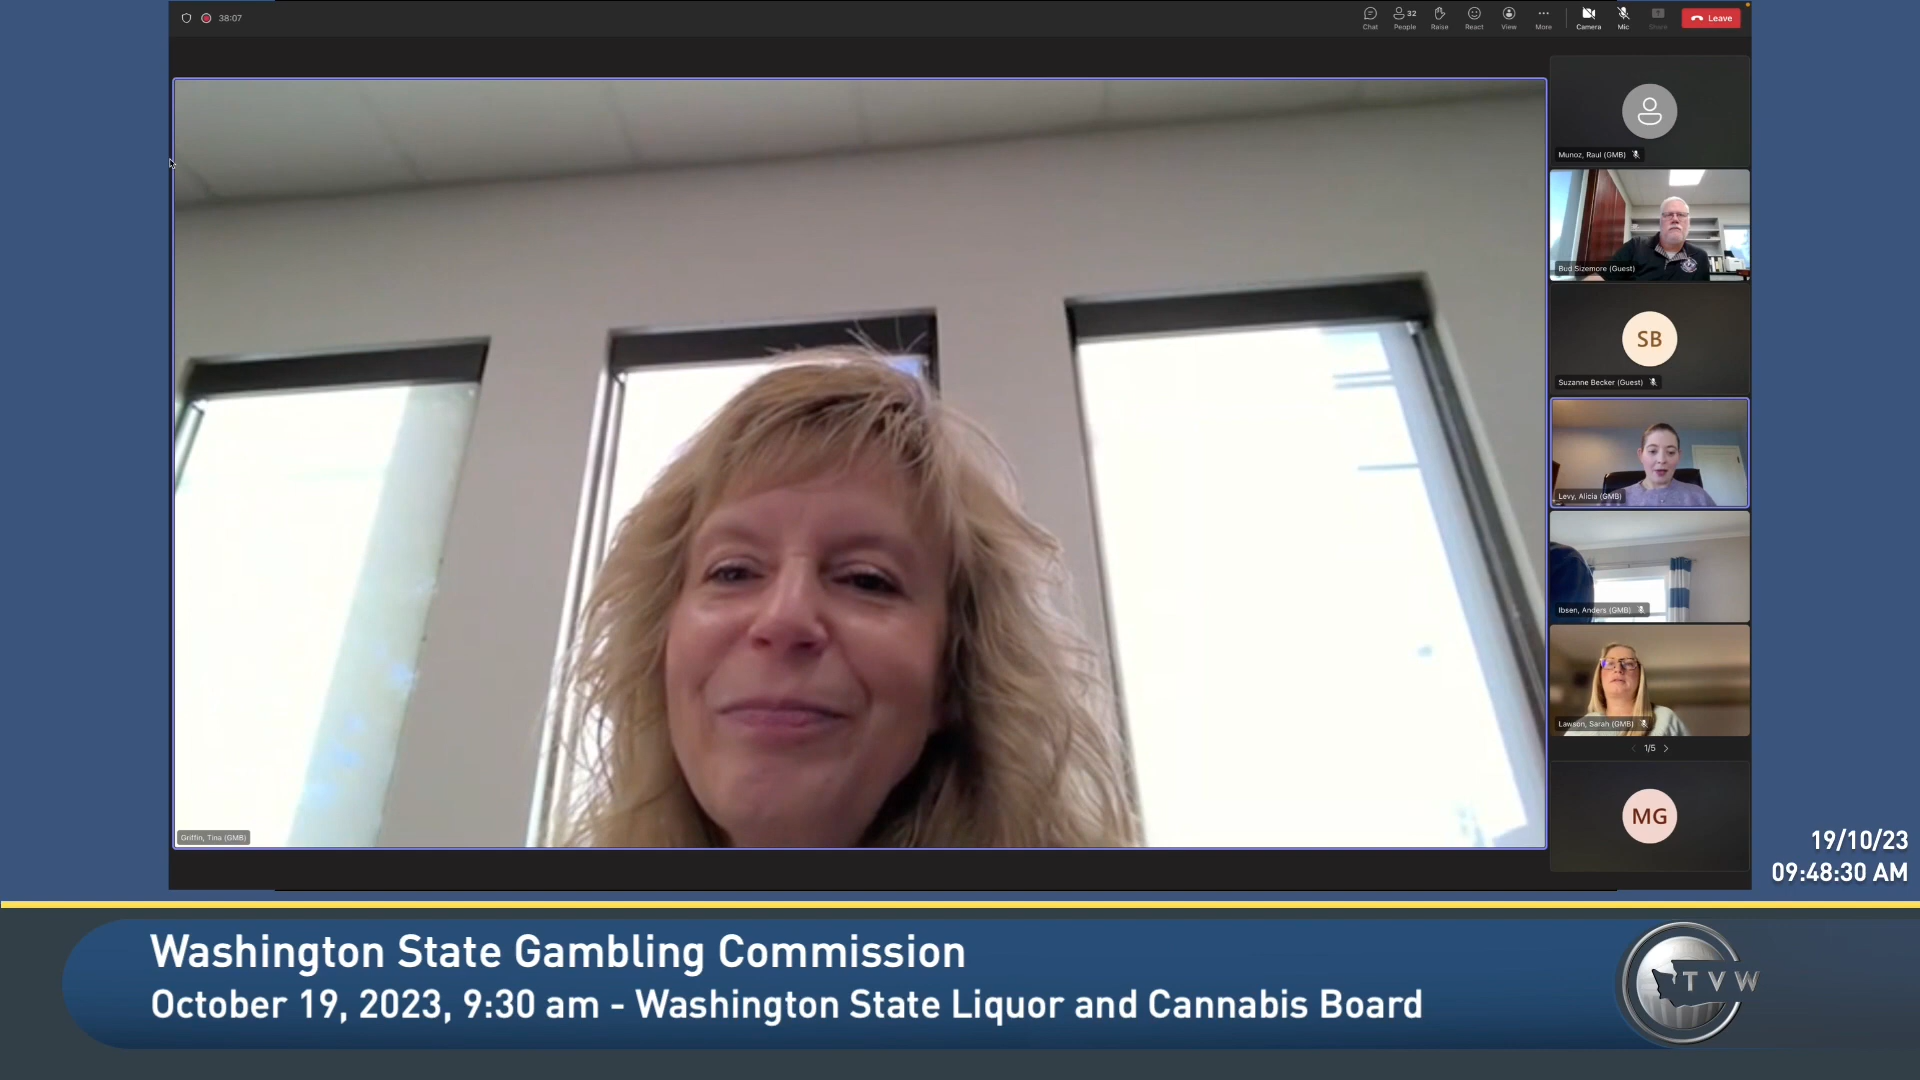 38:07
Chat
32
People
Raise
React
View
More
Camera
Mic
Share
Leave
Munoz, Raul (GMB)
Bud Sizemore (Guest)
SB
Suzanne Becker (Guest)
Levy, Alicia (GMB)
Ibsen, Anders (GMB)
Lawson, Sarah (GMB)
1/5
MG
Griffin, Tina (GMB)
19/10/23
09:48:30 AM
Washington State Gambling Commission
October 19, 2023, 9:30 am - Washington State Liquor and Cannabis Board
TVW